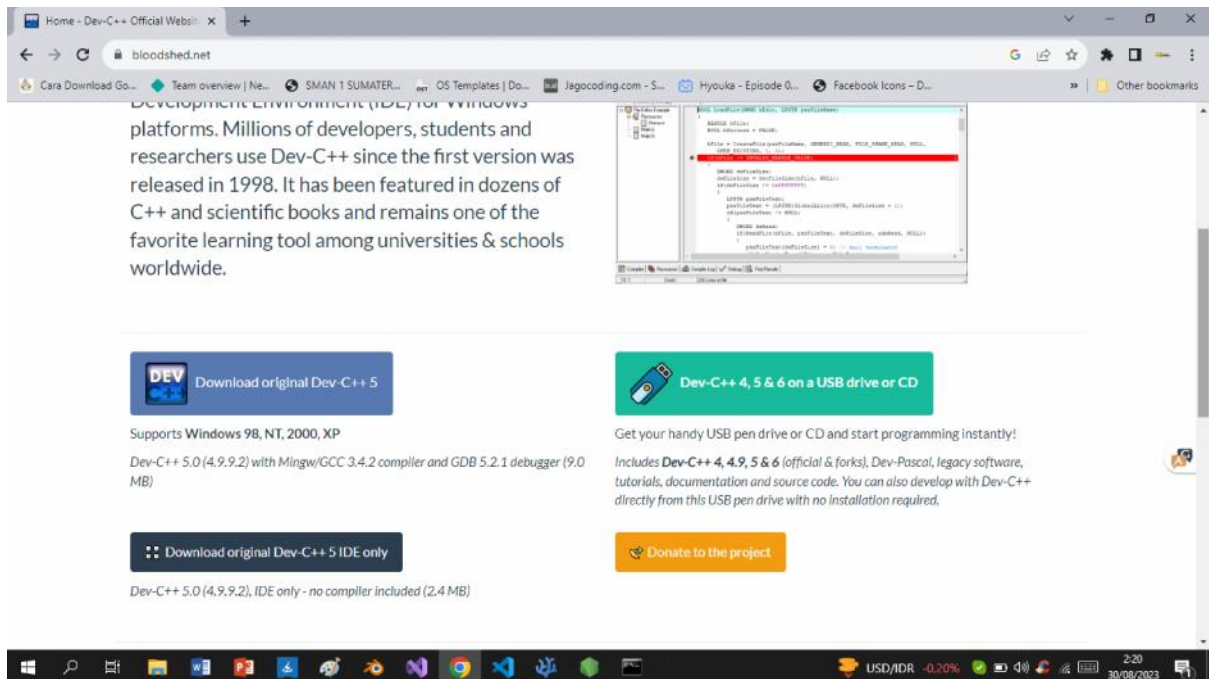 Home - Dev-C++ Official Websit
bloodshed.net
Cara Download Go...
Team overview | Ne...
SMAN 1 SUMATER...
OS Templates | Do...
Jagocoding.com - S...
Hyouka - Episode 0...
Facebook Icons – D...
Other bookmarks
Development Environment (IDE) for Windows
platforms. Millions of developers, students and
researchers use Dev-C++ since the first version was
released in 1998. It has been featured in dozens of
C++ and scientific books and remains one of the
favorite learning tool among universities & schools
worldwide.
DEV
C++
Download original Dev-C++ 5
Supports Windows 98, NT, 2000, XP
Dev-C++ 5.0 (4.9.9.2) with Mingw/GCC 3.4.2 compiler and GDB 5.2.1 debugger (9.0
MB)
Download original Dev-C++ 5 IDE only
Dev-C++ 5.0 (4.9.9.2), IDE only - no compiler included (2.4 MB)
Dev-C++ 4, 5 & 6 on a USB drive or CD
Get your handy USB pen drive or CD and start programming instantly!
Includes Dev-C++ 4, 4.9, 5 & 6 (official & forks), Dev-Pascal, legacy software,
tutorials, documentation and source code. You can also develop with Dev-C++
directly from this USB pen drive with no installation required.
Donate to the project
USD/IDR -0,20%
2:20
30/08/2023